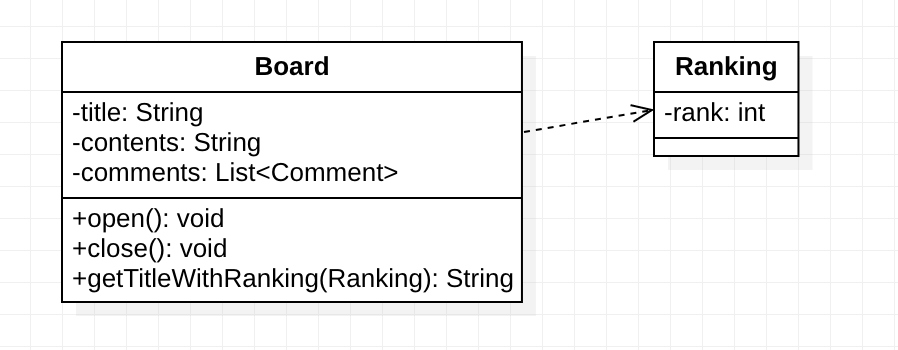 Board
-title: String
-contents: String
-comments: List<Comment>
+open(): void
+close(): void
+getTitleWithRanking(Ranking): String
Ranking
-rank: int